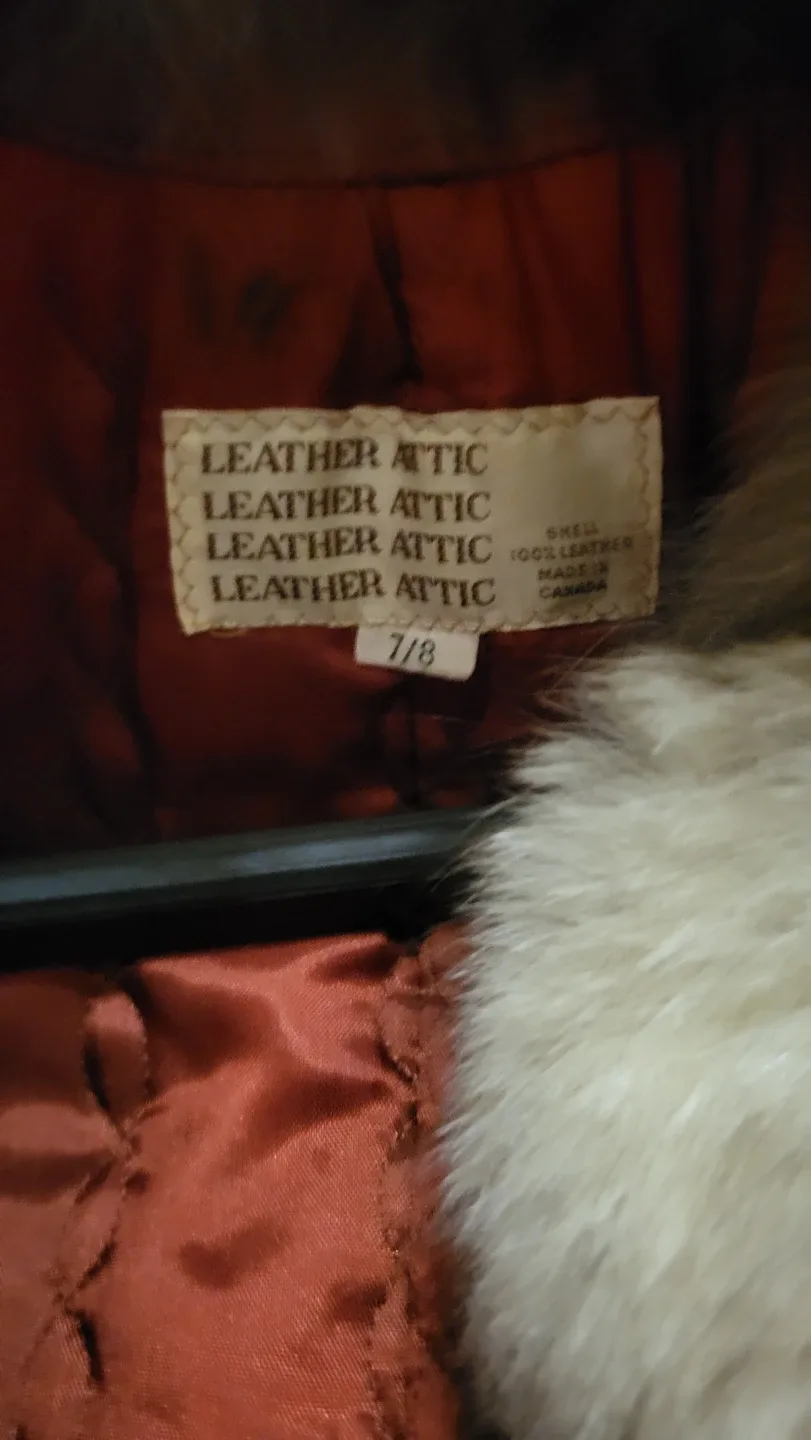 LEATHER ATTIC
LEATHER ATTIC
LEATHER ATTIC
LEATHER ATTIC
SHELL
100% LEATHER
MADE IN
CANADA
7/8